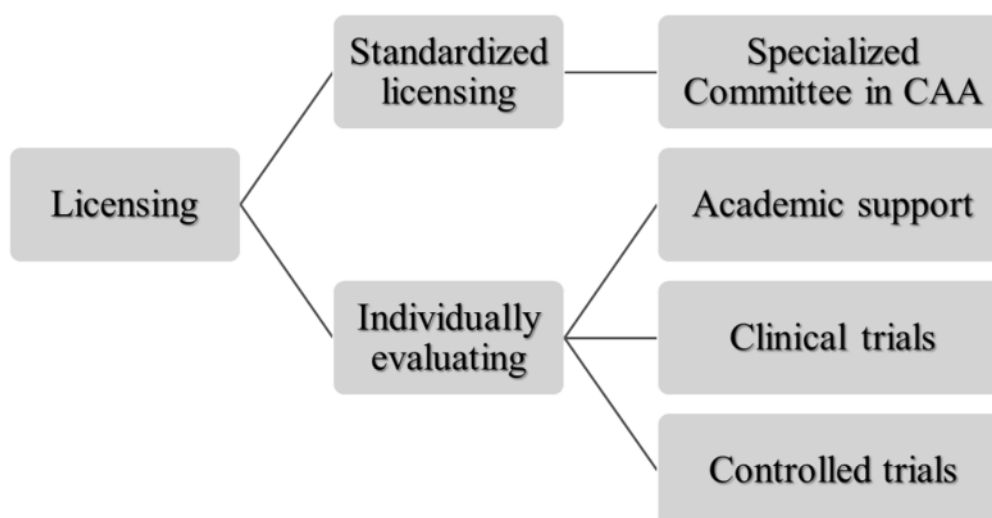 Licensing
Standardized
licensing
Individually
evaluating
Specialized
Committee in CAA
Academic support
Clinical trials
Controlled trials